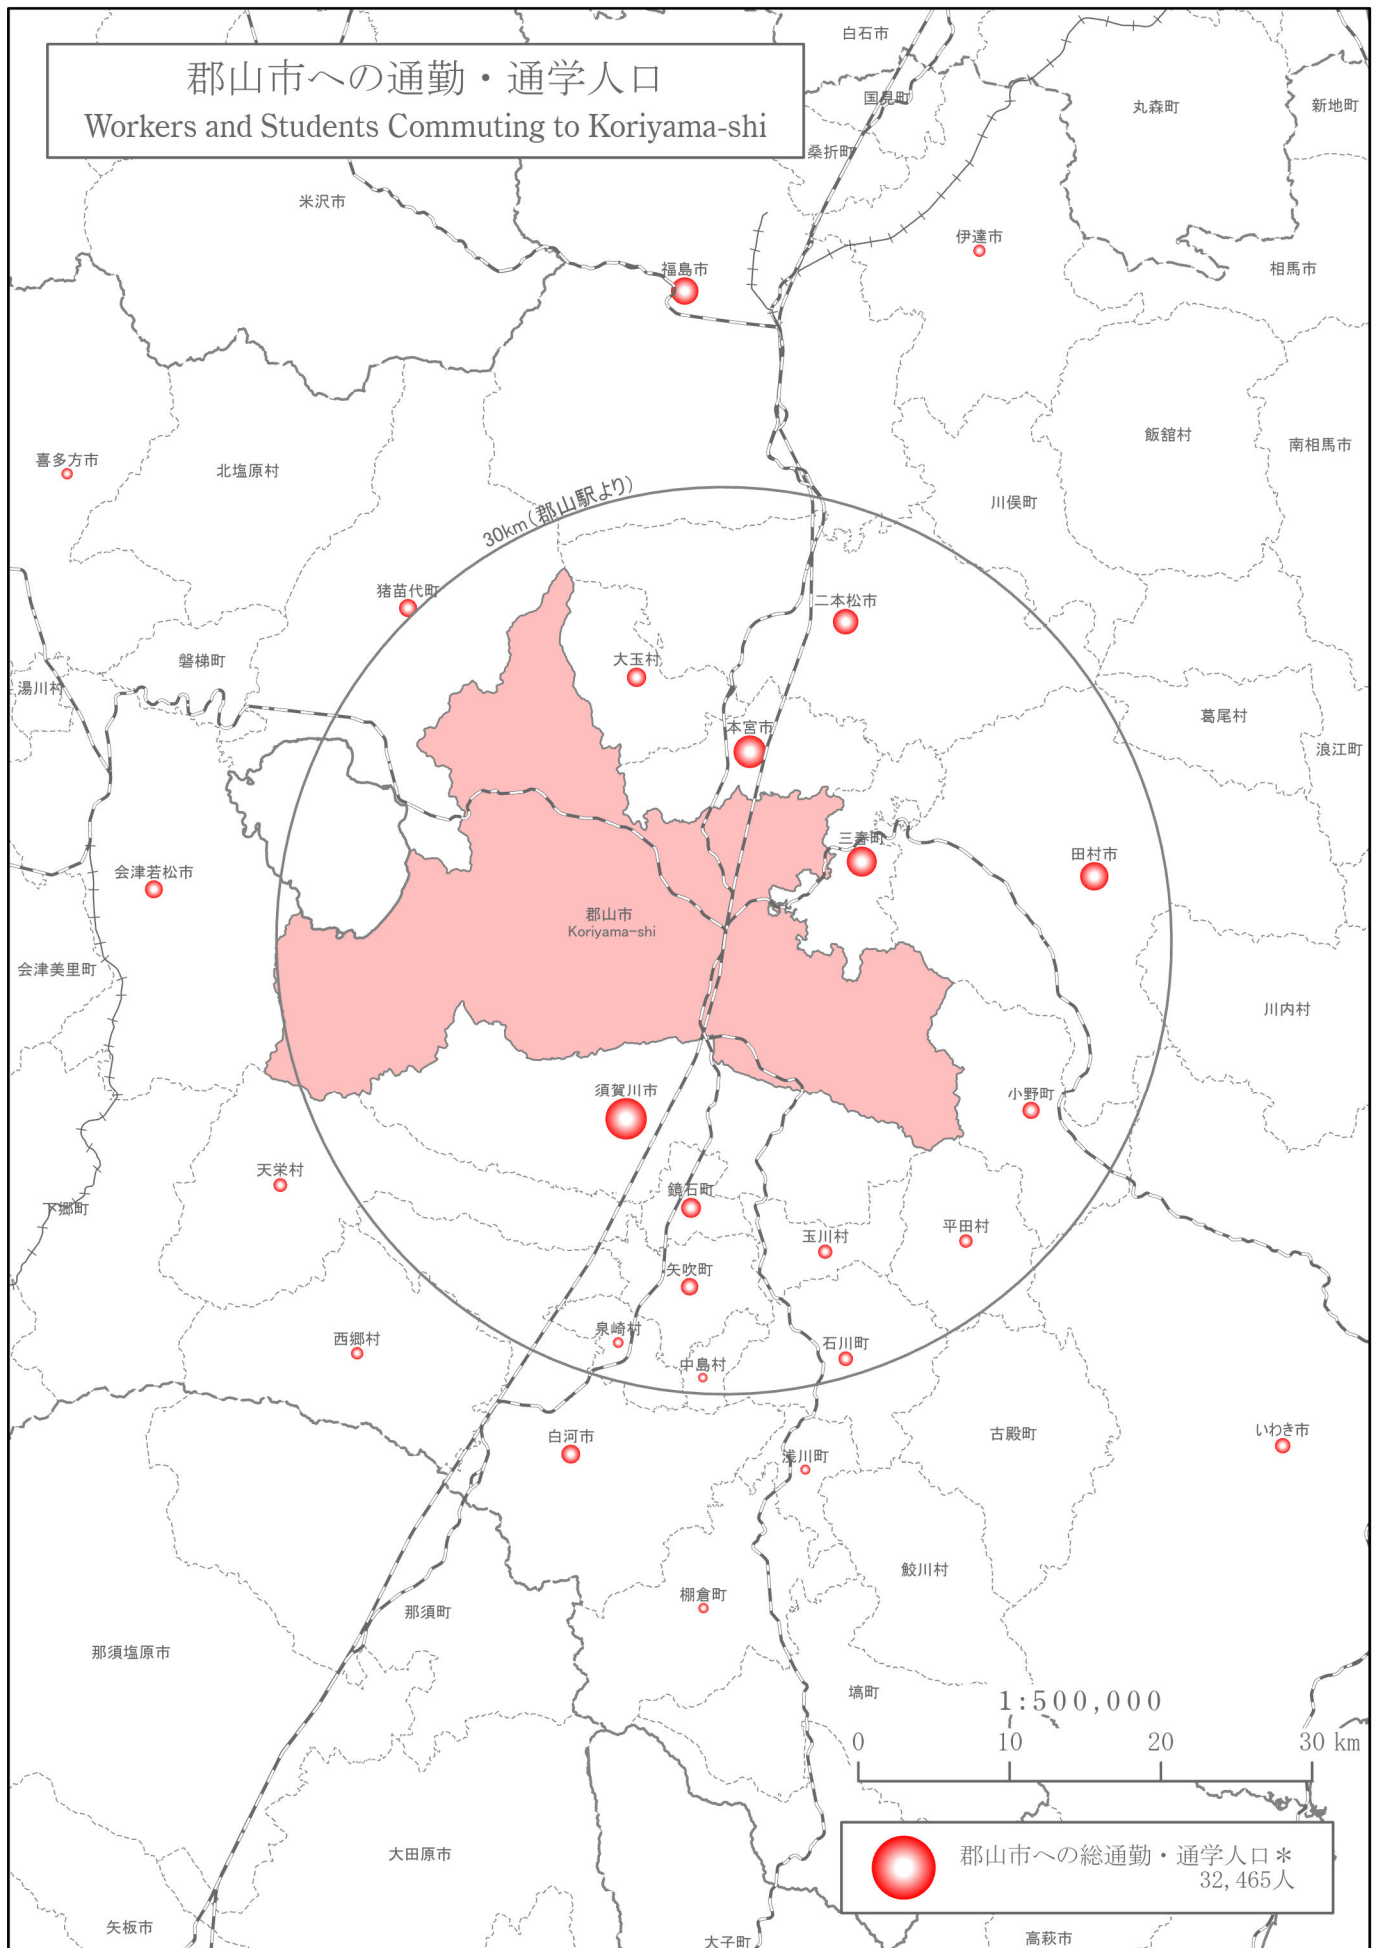 郡山市への通勤・通学人口
Workers and Students Commuting to Koriyama-shi
白石市
国見町
丸森町
新地町
桑折町
米沢市
伊達市
福島市
相馬市
飯舘村
南相馬市
喜多方市
北塩原村
30km(郡山駅より)
川俣町
猪苗代町
二本松市
大玉村
磐梯町
湯川村
葛尾村
本宮市
浪江町
三春町
田村市
会津若松市
郡山市
Koriyama-shi
会津美里町
川内村
須賀川市
小野町
天栄村
鏡石町
下郷町
玉川村
平田村
矢吹町
泉崎村
西郷村
石川町
中島村
白河市
古殿町
いわき市
浅川町
鮫川村
棚倉町
那須町
那須塩原市
塙町
1:500,000
0 10 20 30 km
大田原市
郡山市への総通勤・通学人口＊
32,465人
矢板市
大子町
高萩市